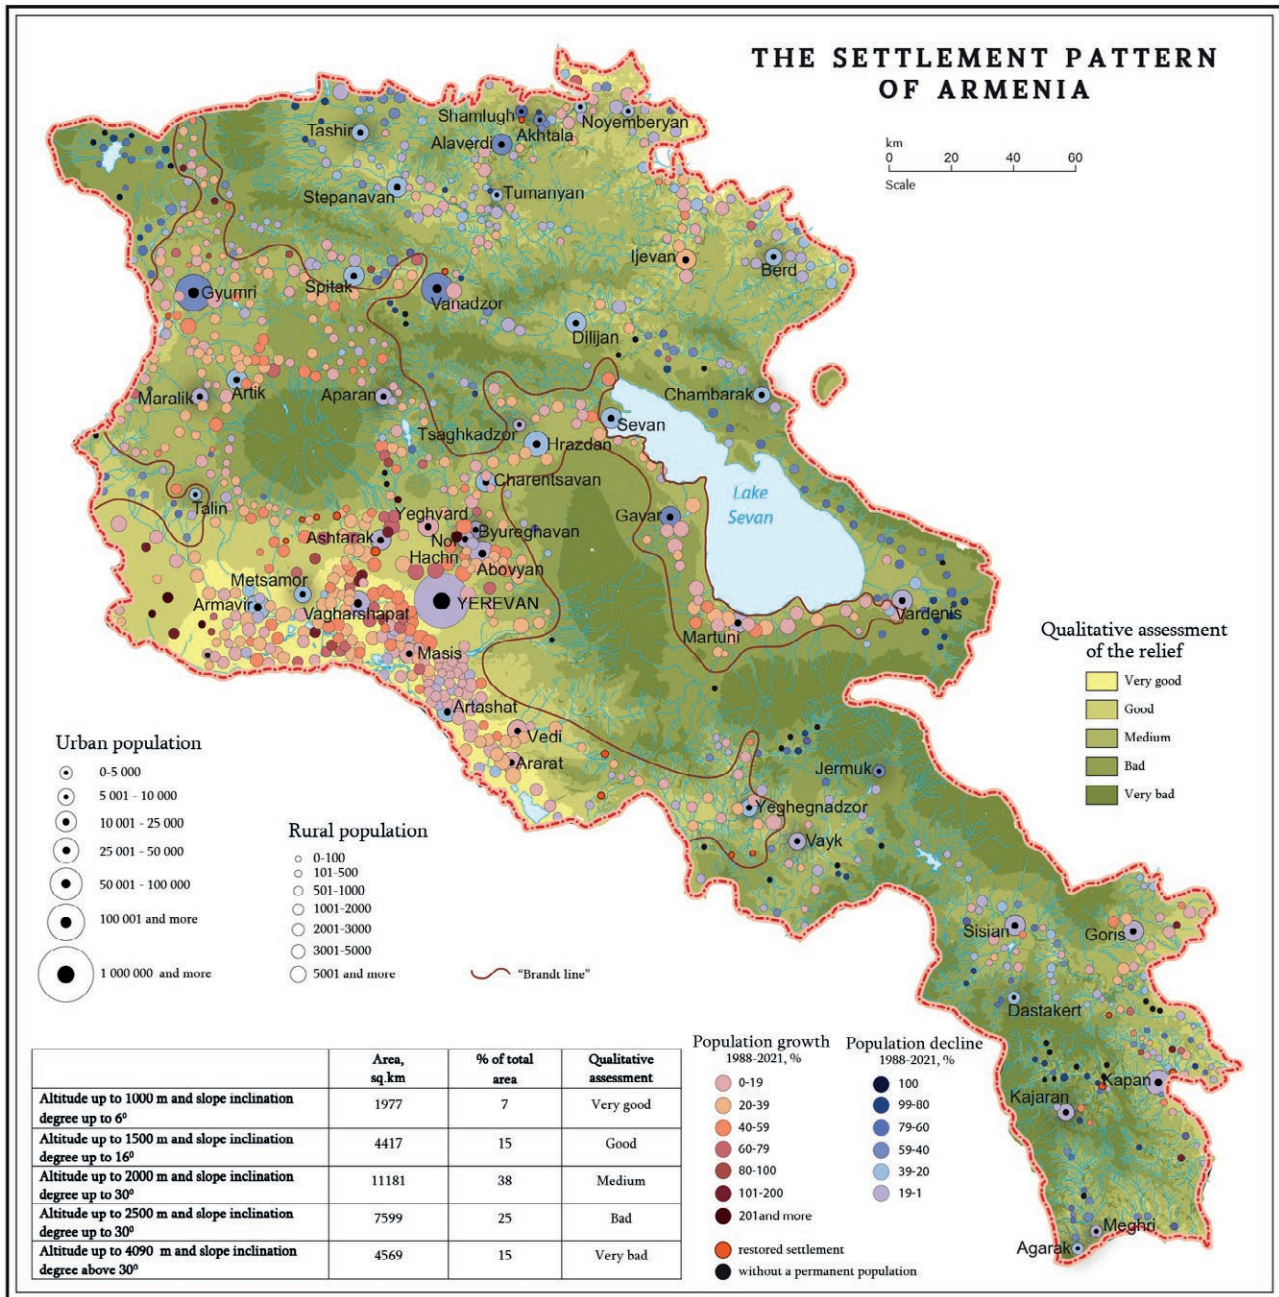 THE SETTLEMENT PATTERN
OF ARMENIA
km
0 20 40 60
Scale
Shamlugh
Noyemberyan
Tashir
Akhtala
Alaverdi
Stepanavan
Tumanyan
Ijevan
Berd
Gyumri
Spitak
Vanadzor
Dilijan
Maralik
Artik
Aparan
Chambarak
Tsaghkadzor
Sevan
Hrazdan
Charentsavan
Lake
Sevan
Talin
Yeghvard
Gavar
Ashtarak
Nor
Hachn
Byureghavan
Abovyan
Metsamor
Armavir
Vagharshapat
YEREVAN
Vardenis
Martuni
Masis
Artashat
Vedi
Ararat
Jermuk
Yeghegnadzor
Vayk
Sisian
Goris
Dastakert
Kapan
Kajaran
Meghri
Agarak
Qualitative assessment
of the relief
Very good
Good
Medium
Bad
Very bad
Urban population
0-5 000
5 001 - 10 000
10 001 - 25 000
25 001 - 50 000
50 001 - 100 000
100 001 and more
1 000 000 and more
Rural population
0-100
101-500
501-1000
1001-2000
2001-3000
3001-5000
5001 and more
"Brandt line"
Area, sq.km % of total area Qualitative assessment
Altitude up to 1000 m and slope inclination degree up to 6⁰ 1977 7 Very good
Altitude up to 1500 m and slope inclination degree up to 16⁰ 4417 15 Good
Altitude up to 2000 m and slope inclination degree up to 30⁰ 11181 38 Medium
Altitude up to 2500 m and slope inclination degree up to 30⁰ 7599 25 Bad
Altitude up to 4090 m and slope inclination degree above 30⁰ 4569 15 Very bad
Population growth
1988-2021, %
0-19
20-39
40-59
60-79
80-100
101-200
201and more
restored settlement
without a permanent population
Population decline
1988-2021, %
100
99-80
79-60
59-40
39-20
19-1